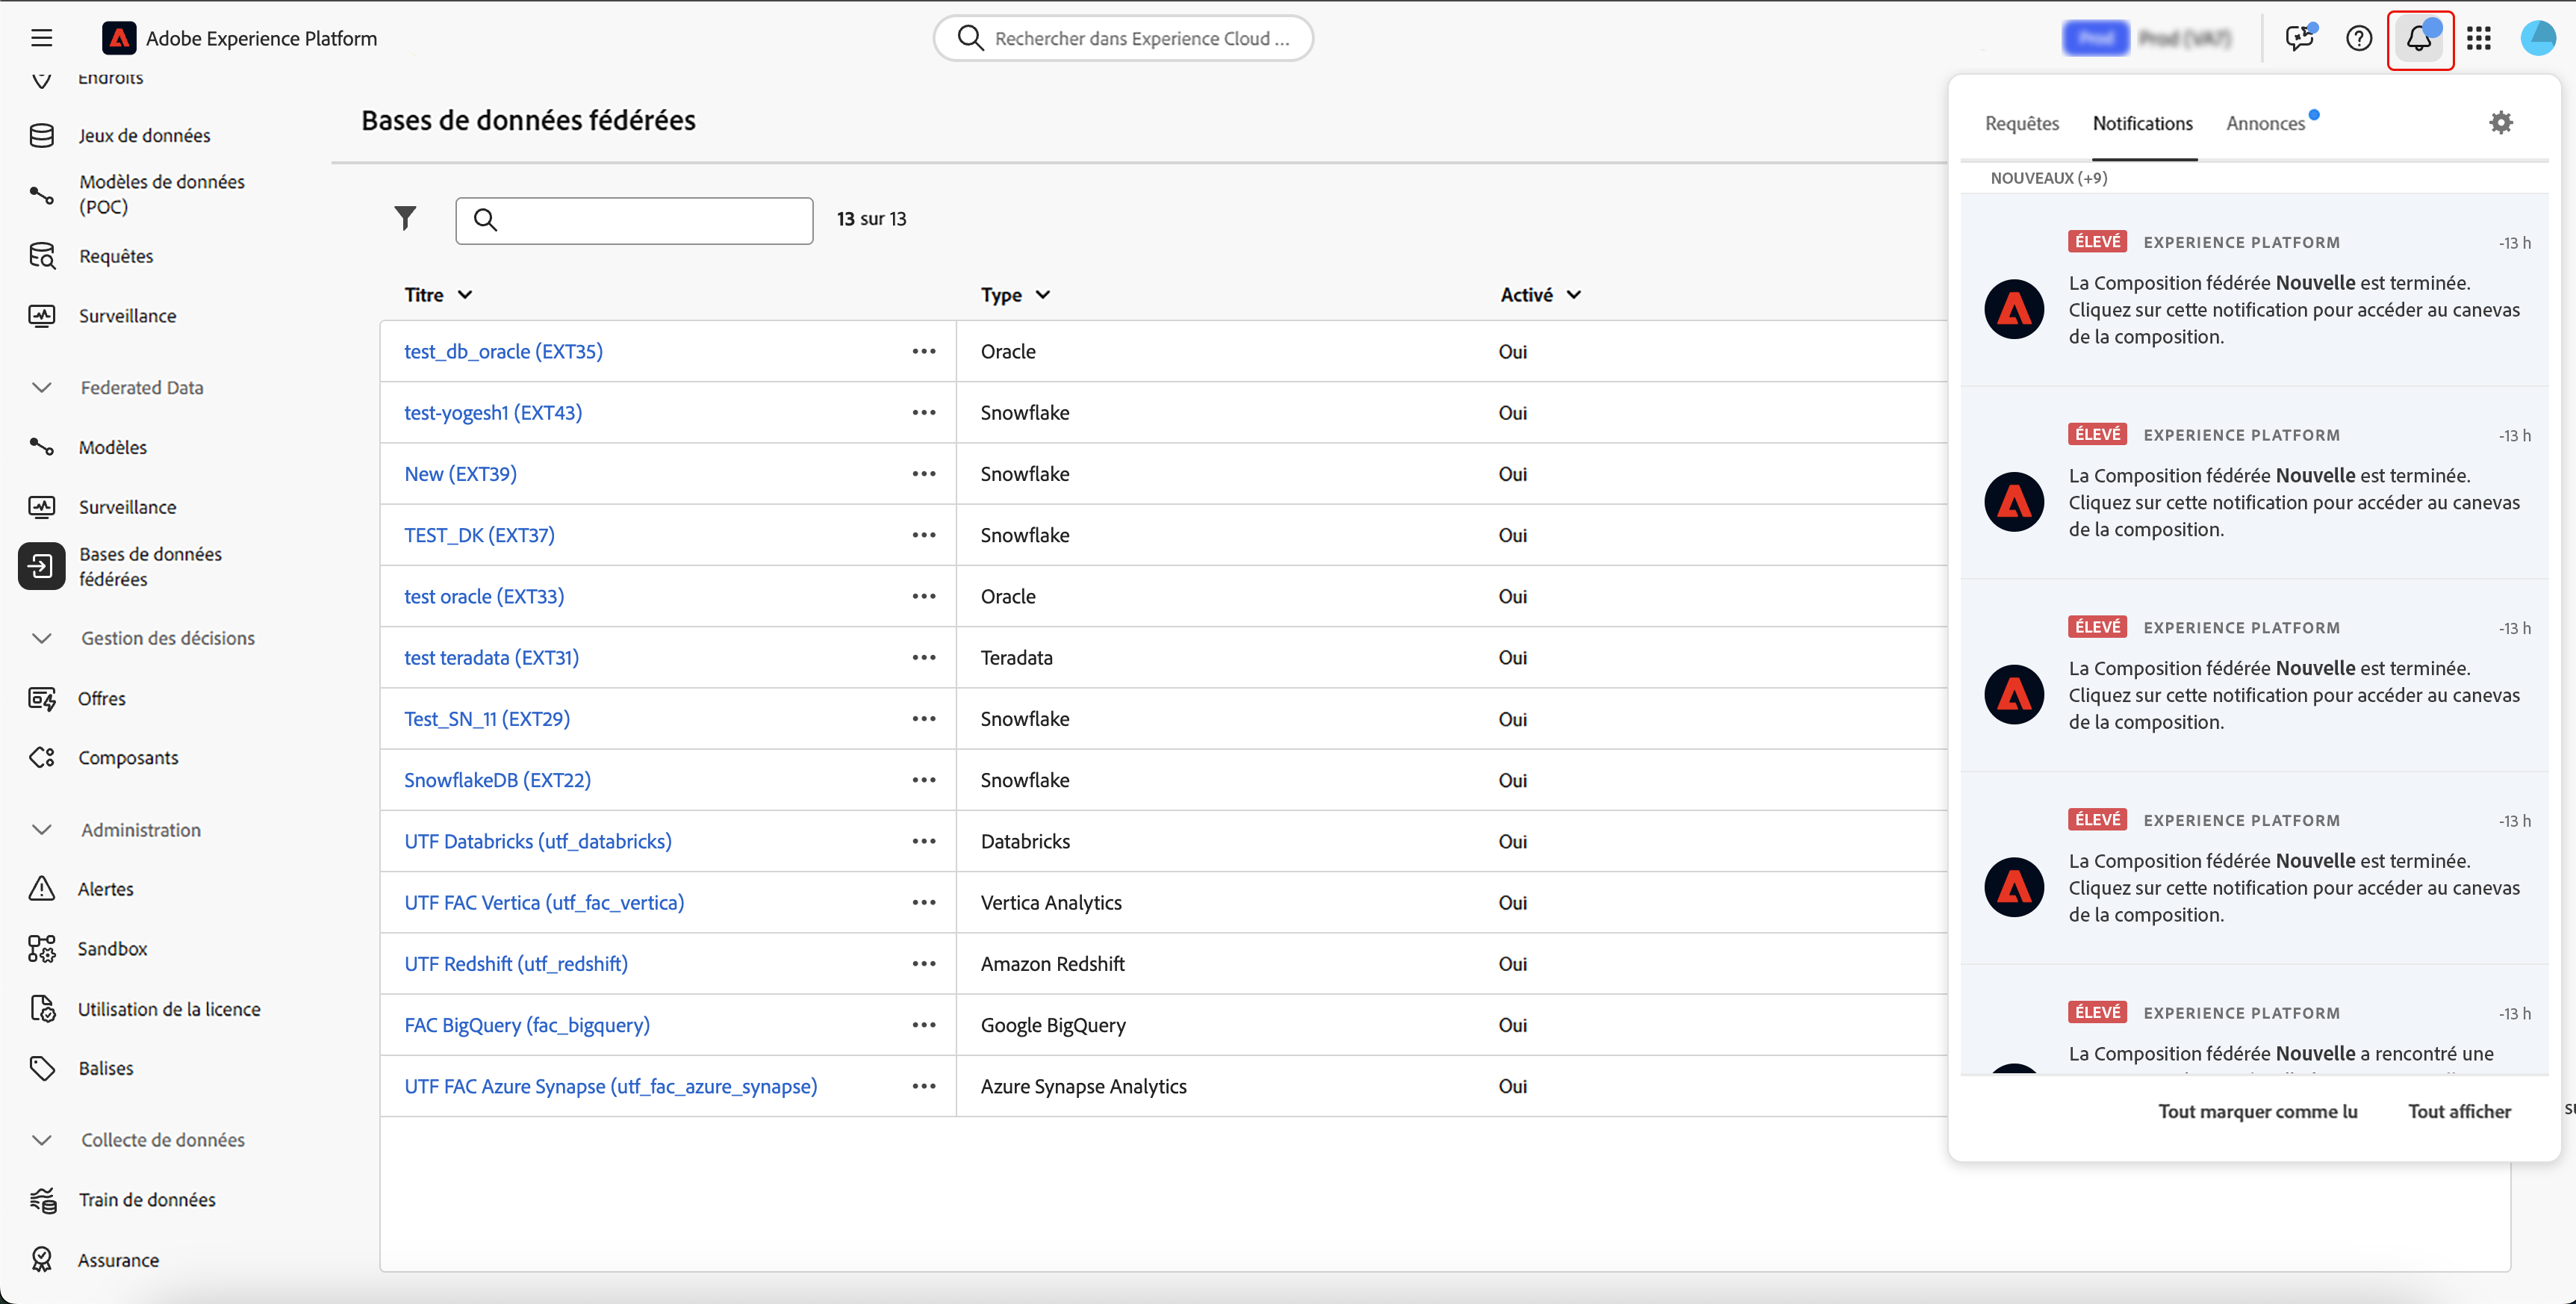 Adobe Experience Platform
Rechercher dans Experience Cloud ...
Prod
Prod (VA7)
Endroits
Jeux de données
Modèles de données
(POC)
Requêtes
Surveillance
Federated Data
Modèles
Surveillance
Bases de données
fédérées
Gestion des décisions
Offres
Composants
Administration
Alertes
Sandbox
Utilisation de la licence
Balises
Collecte de données
Train de données
Assurance
Bases de données fédérées
13 sur 13
Titre Type Activé
test_db_oracle (EXT35) ••• Oracle Oui
test-yogesh1 (EXT43) ••• Snowflake Oui
New (EXT39) ••• Snowflake Oui
TEST_DK (EXT37) ••• Snowflake Oui
test oracle (EXT33) ••• Oracle Oui
test teradata (EXT31) ••• Teradata Oui
Test_SN_11 (EXT29) ••• Snowflake Oui
SnowflakeDB (EXT22) ••• Snowflake Oui
UTF Databricks (utf_databricks) ••• Databricks Oui
UTF FAC Vertica (utf_fac_vertica) ••• Vertica Analytics Oui
UTF Redshift (utf_redshift) ••• Amazon Redshift Oui
FAC BigQuery (fac_bigquery) ••• Google BigQuery Oui
UTF FAC Azure Synapse (utf_fac_azure_synapse) ••• Azure Synapse Analytics Oui
Requêtes Notifications Annonces
NOUVEAUX (+9)
ÉLEVÉ EXPERIENCE PLATFORM -13 h
La Composition fédérée Nouvelle est terminée.
Cliquez sur cette notification pour accéder au canevas
de la composition.
ÉLEVÉ EXPERIENCE PLATFORM -13 h
La Composition fédérée Nouvelle est terminée.
Cliquez sur cette notification pour accéder au canevas
de la composition.
ÉLEVÉ EXPERIENCE PLATFORM -13 h
La Composition fédérée Nouvelle est terminée.
Cliquez sur cette notification pour accéder au canevas
de la composition.
ÉLEVÉ EXPERIENCE PLATFORM -13 h
La Composition fédérée Nouvelle est terminée.
Cliquez sur cette notification pour accéder au canevas
de la composition.
ÉLEVÉ EXPERIENCE PLATFORM -13 h
La Composition fédérée Nouvelle a rencontré une
Tout marquer comme lu Tout afficher